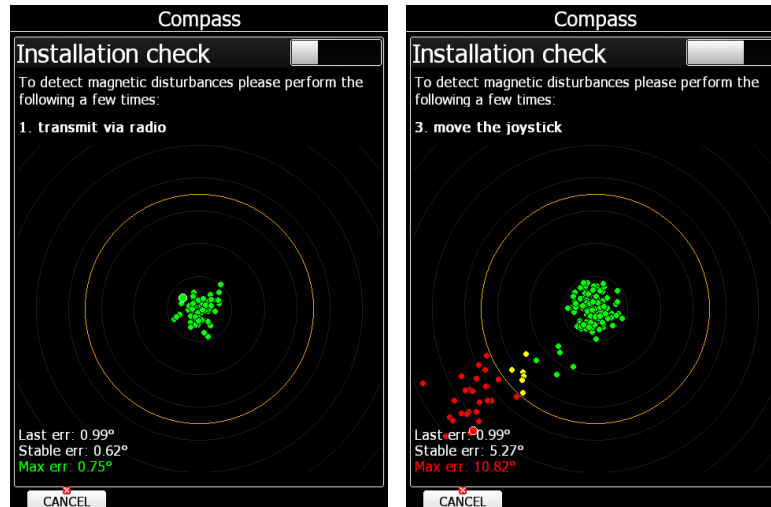 Compass
Installation check
To detect magnetic disturbances please perform the
following a few times:
1. transmit via radio
Last err: 0.99°
Stable err: 0.62°
Max err: 0.75°
CANCEL
Compass
Installation check
To detect magnetic disturbances please perform the
following a few times:
3. move the joystick
Last err: 0.99°
Stable err: 5.27°
Max err: 10.82°
CANCEL